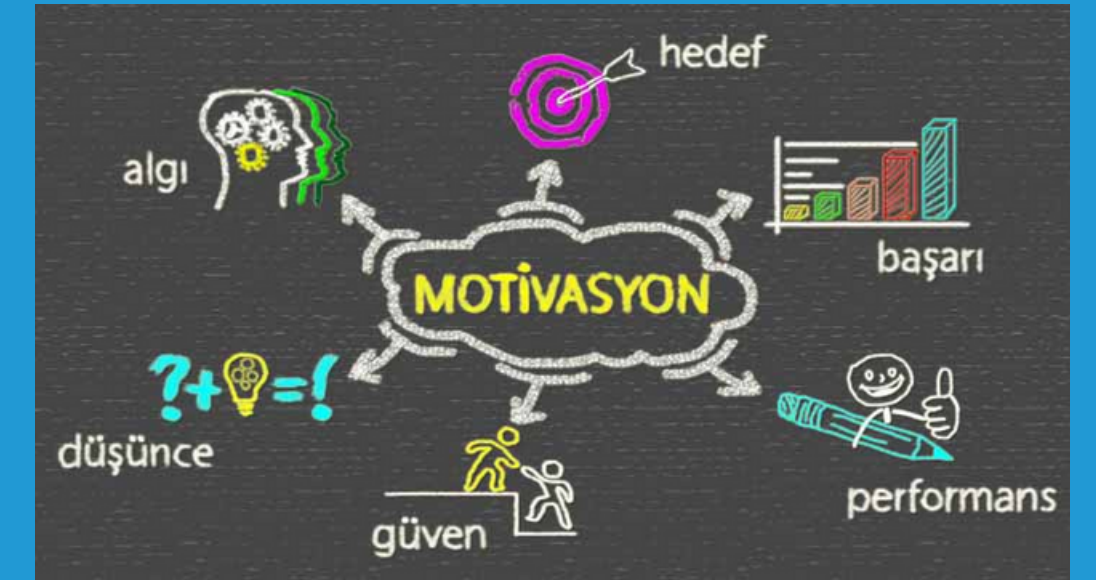 hedef
algı
başarı
MOTİVASYON
?+=!
düşünce
güven
performans